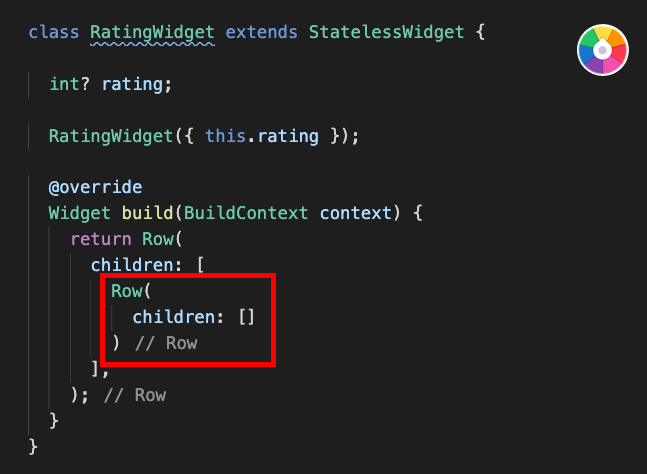 class RatingWidget extends StatelessWidget {
int? rating;
RatingWidget({ this.rating });
@override
Widget build(BuildContext context) {
return Row(
children: [
Row(
children: []
) // Row
],
); // Row
}
}